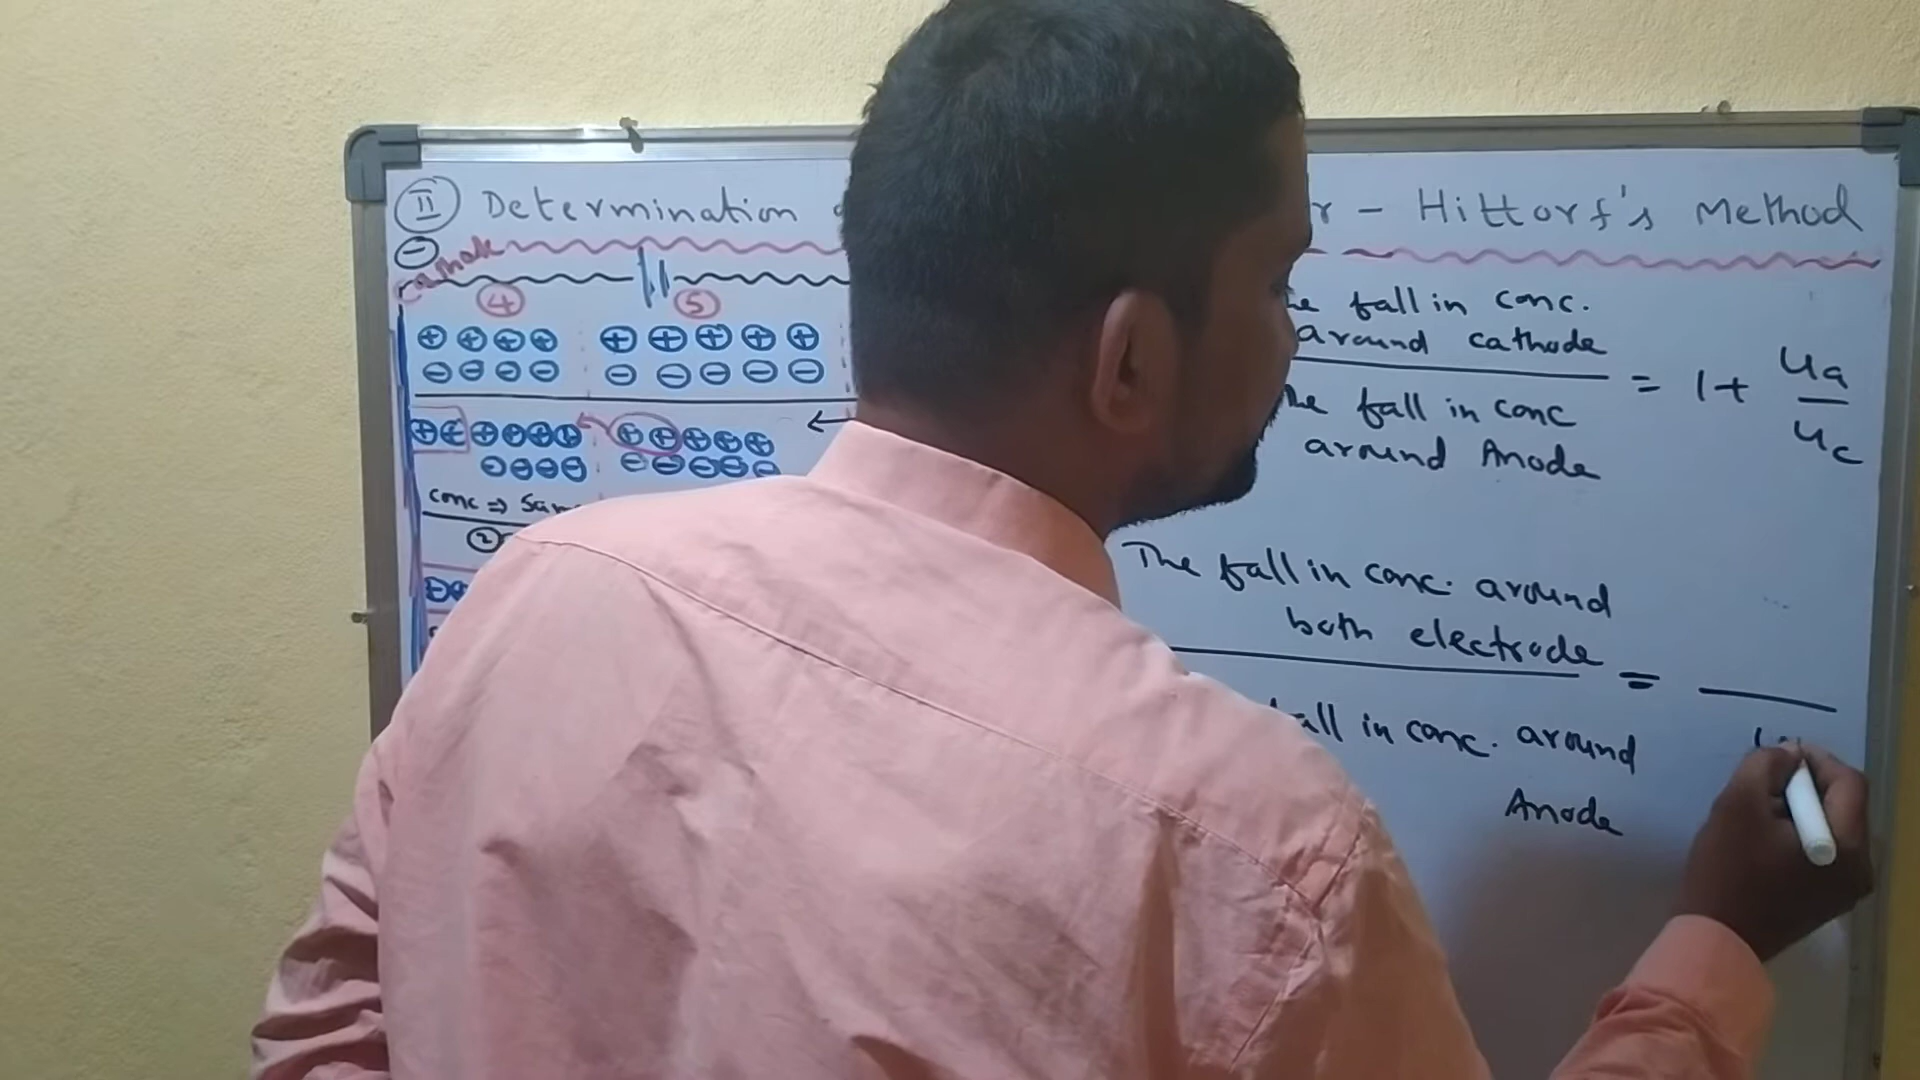 II Determination
r - Hittorf's Method
-
cathode
4 5
+ + + + + + + + +
- - - - - - - - -
+ + + + + + + + + + +
- - - - - - - - -
conc ⇒
2
fall in conc.
around cathode
= 1+ ua
uc
fall in conc
around Anode
The fall in conc. around
both electrode
=
fall in conc. around
Anode